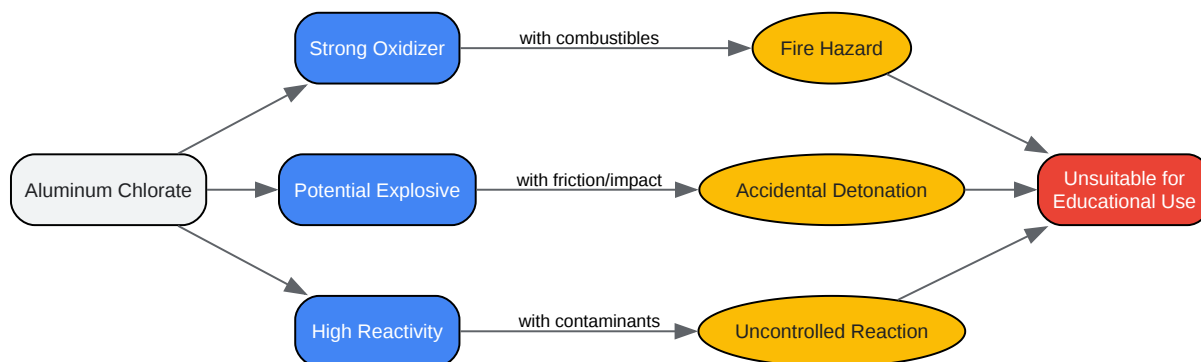 Strong Oxidizer
with combustibles
Fire Hazard
Aluminum Chlorate
Potential Explosive
with friction/impact
Accidental Detonation
Unsuitable for
Educational Use
High Reactivity
with contaminants
Uncontrolled Reaction